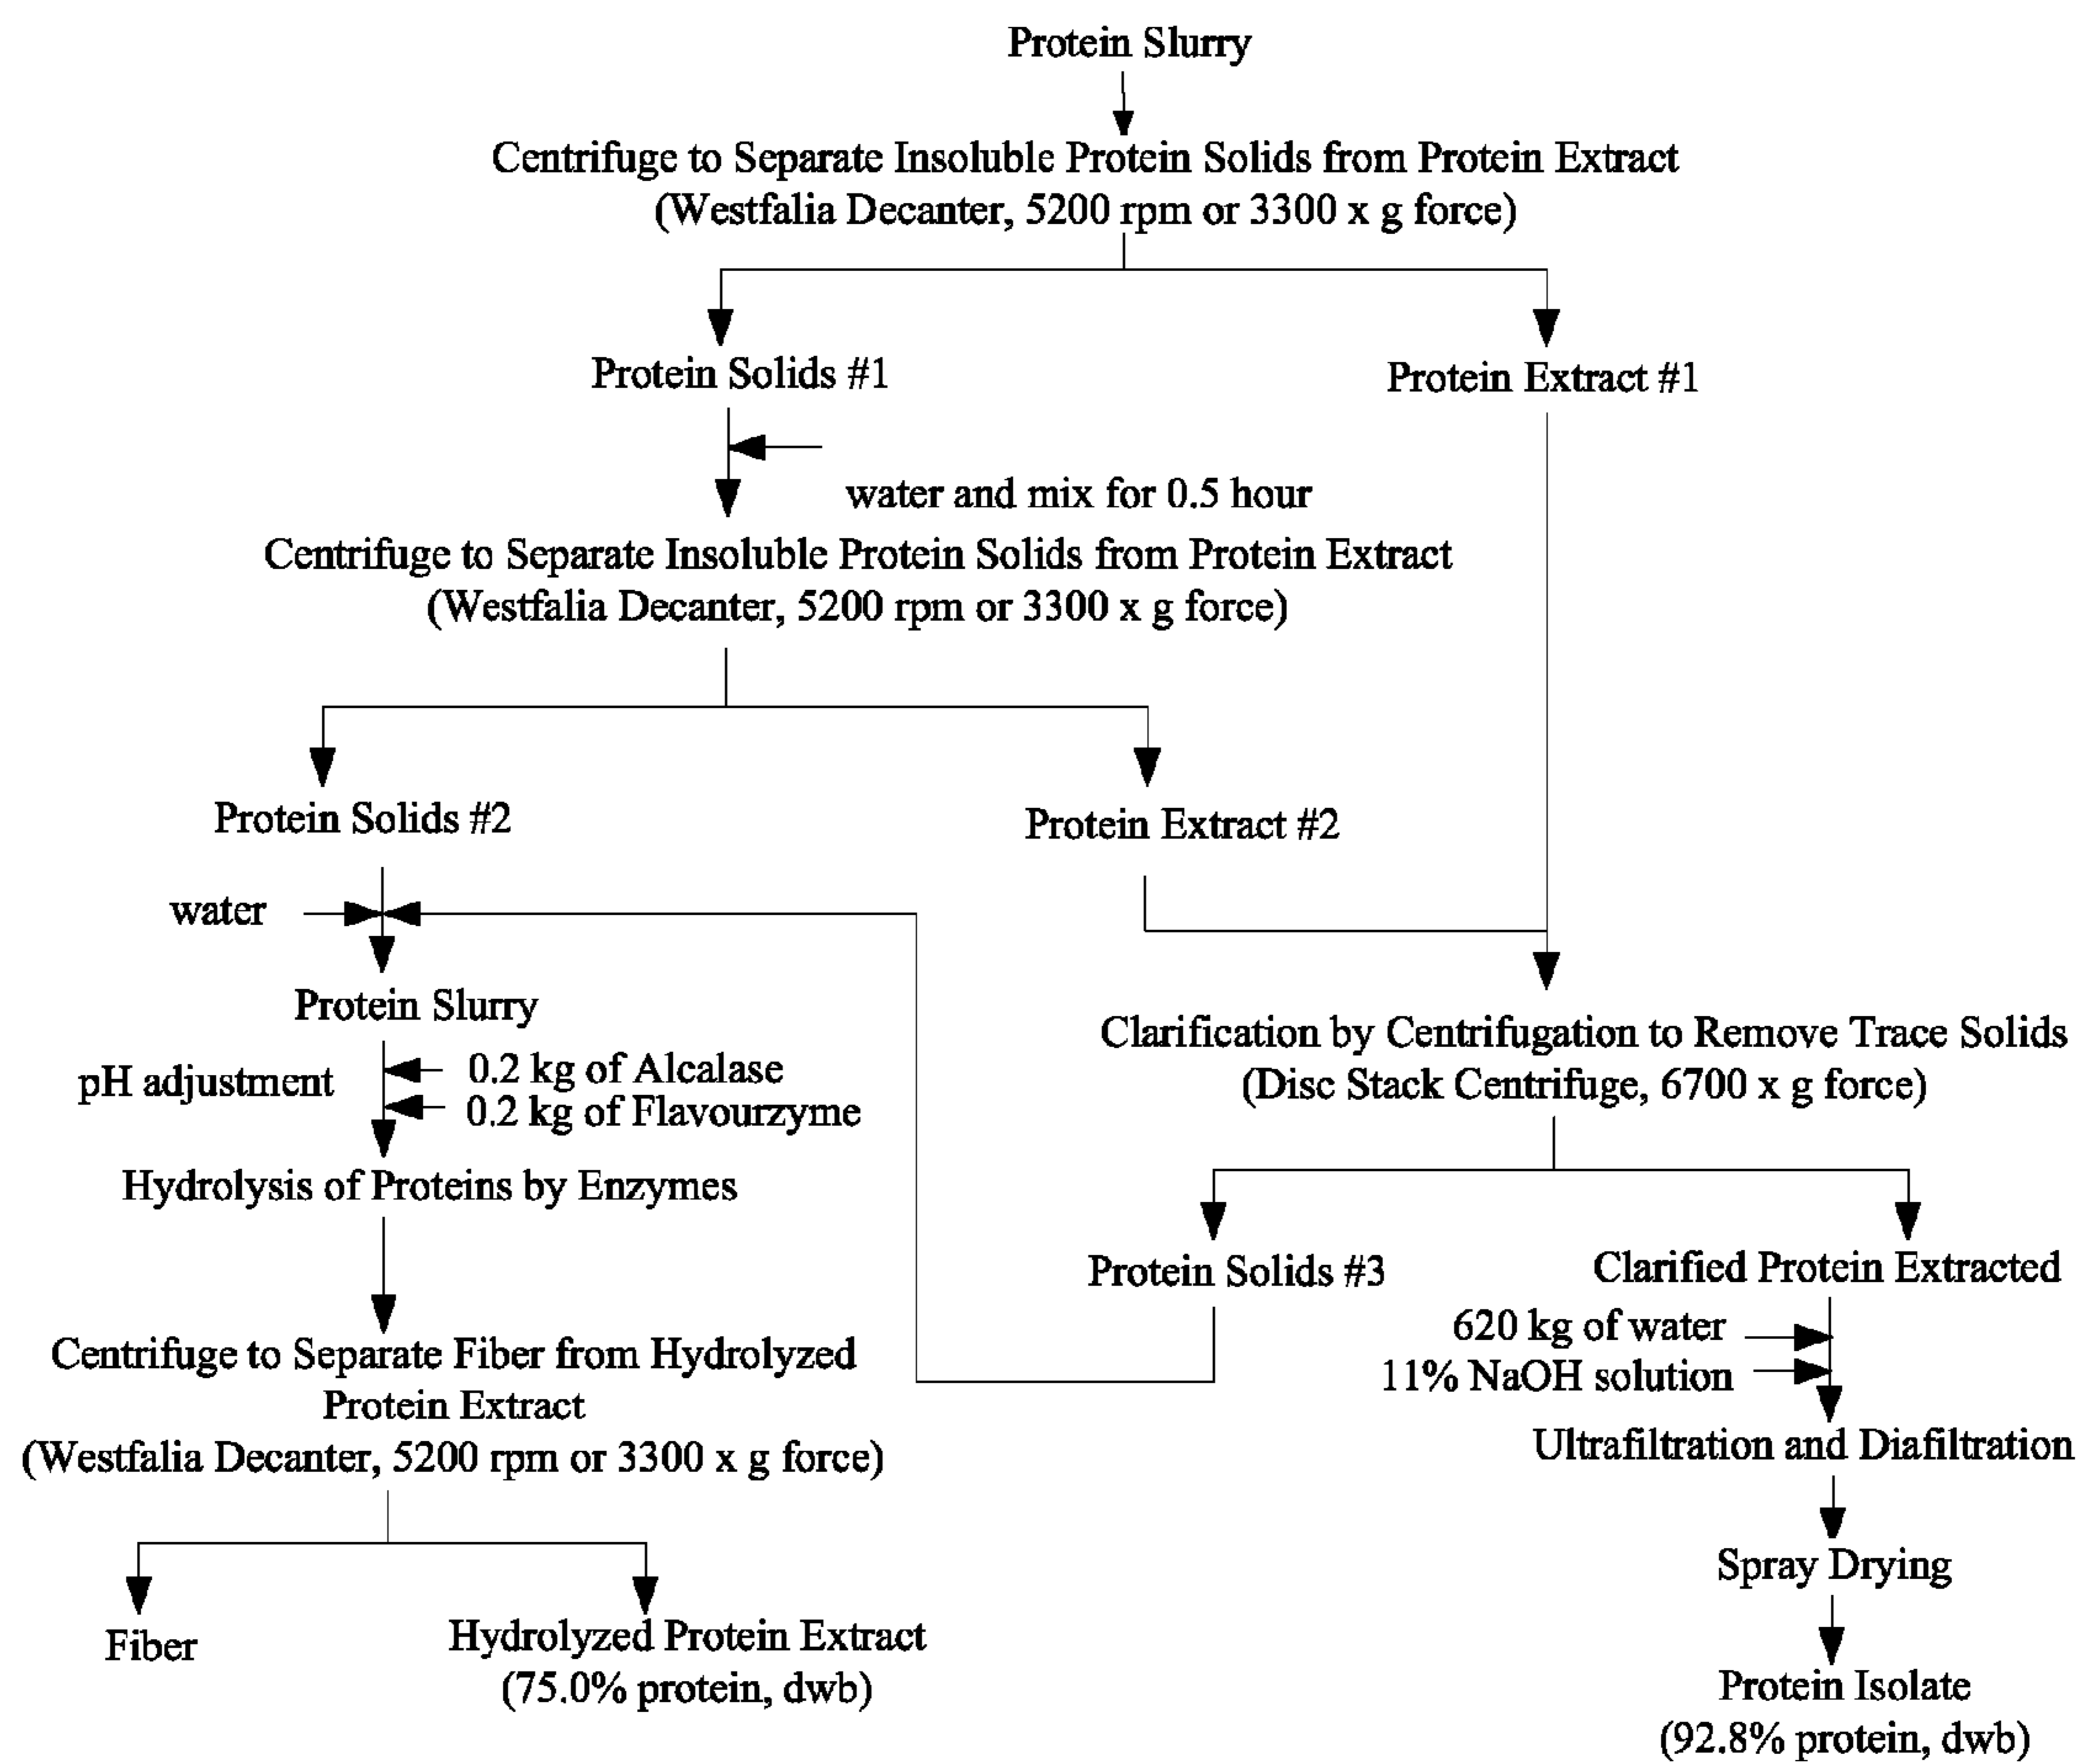 Protein Slurry
Centrifuge to Separate Insoluble Protein Solids from Protein Extract
(Westfalia Decanter, 5200 rpm or 3300 x g force)
Protein Solids #1
Protein Extract #1
water and mix for 0.5 hour
Centrifuge to Separate Insoluble Protein Solids from Protein Extract
(Westfalia Decanter, 5200 rpm or 3300 x g force)
Protein Solids #2
Protein Extract #2
water
Protein Slurry
pH adjustment
0.2 kg of Alcalase
0.2 kg of Flavourzyme
Hydrolysis of Proteins by Enzymes
Centrifuge to Separate Fiber from Hydrolyzed
Protein Extract
(Westfalia Decanter, 5200 rpm or 3300 x g force)
Fiber
Hydrolyzed Protein Extract
(75.0% protein, dwb)
Clarification by Centrifugation to Remove Trace Solids
(Disc Stack Centrifuge, 6700 x g force)
Protein Solids #3
Clarified Protein Extracted
620 kg of water
11% NaOH solution
Ultrafiltration and Diafiltration
Spray Drying
Protein Isolate
(92.8% protein, dwb)